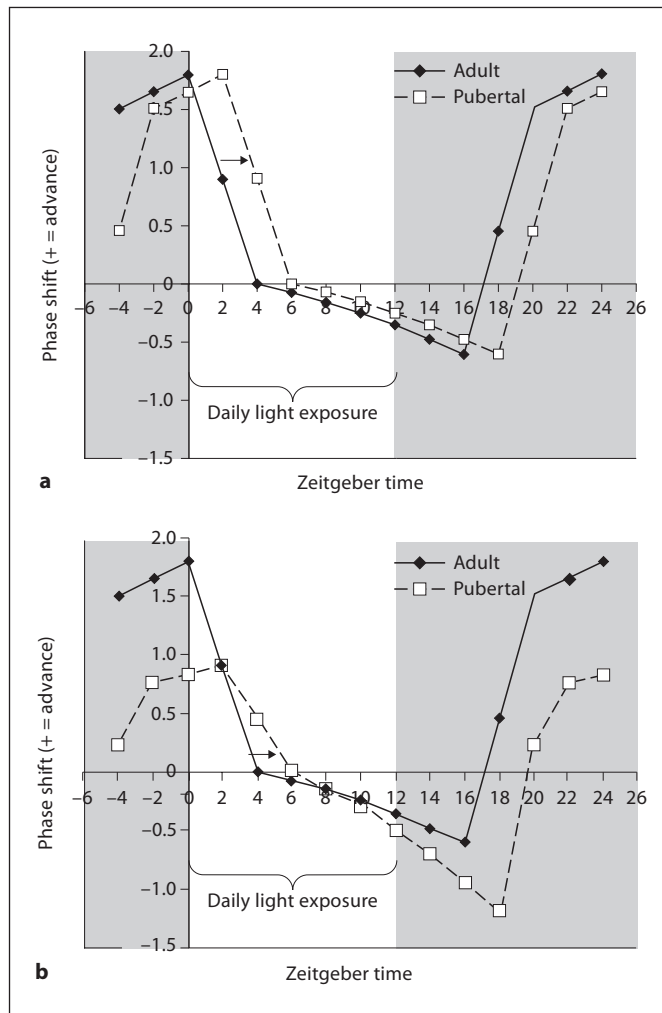 2.0
Adult
Pubertal
1.5
1.0
0.5
0
−0.5
−1.0
−1.5
Phase shift (+ = advance)
−6 −4 −2 0 2 4 6 8 10 12 14 16 18 20 22 24 26
Daily light exposure
a
Zeitgeber time
2.0
Adult
Pubertal
1.5
1.0
0.5
0
−0.5
−1.0
−1.5
Phase shift (+ = advance)
−6 −4 −2 0 2 4 6 8 10 12 14 16 18 20 22 24 26
Daily light exposure
b
Zeitgeber time